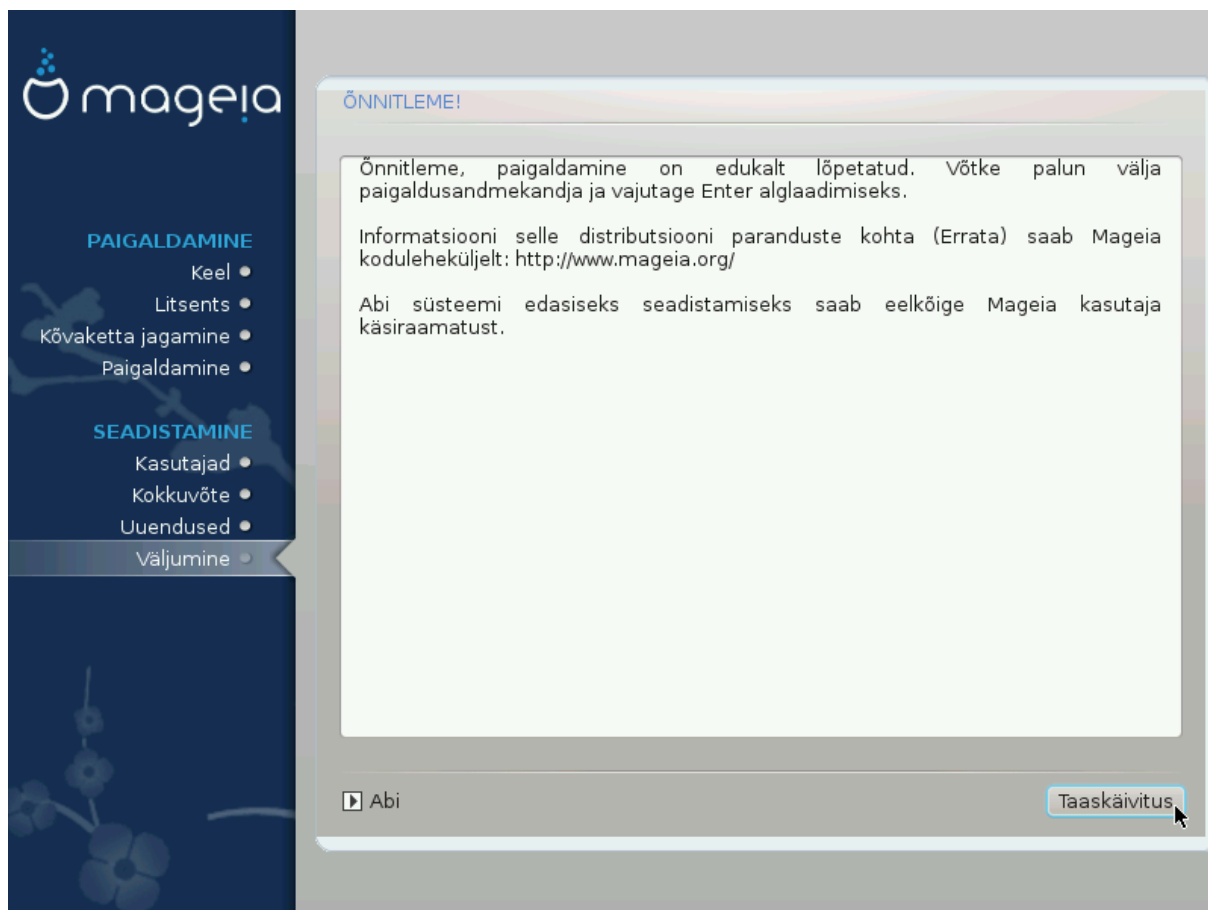 mageia
PAIGALDAMINE
Keel
Litsents
Kõvaketta jagamine
Paigaldamine
SEADISTAMINE
Kasutajad
Kokkuvõte
Uuendused
Väljumine
ÕNNITLEME!
Õnnitleme, paigaldamine on edukalt lõpetatud. Võtke palun välja
paigaldusandmekandja ja vajutage Enter alglaadimiseks.
Informatsiooni selle distributsiooni paranduste kohta (Errata) saab Mageia
koduleheküljelt: http://www.mageia.org/
Abi süsteemi edasiseks seadistamiseks saab eelkõige Mageia kasutaja
käsiraamatust.
Abi
Taaskäivitus